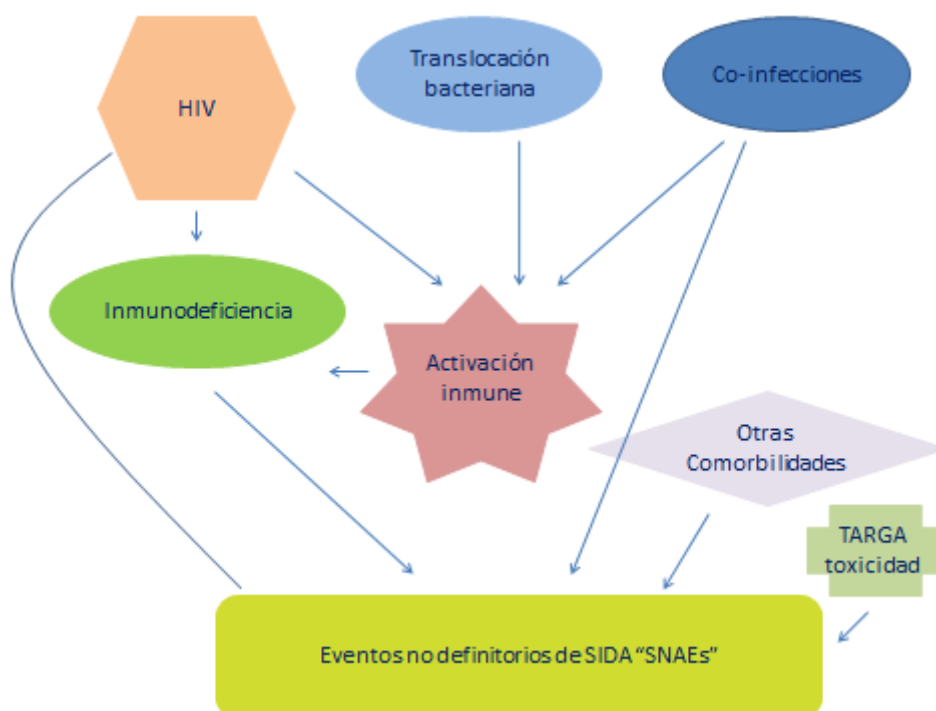 HIV
Translocación
bacteriana
Co-infecciones
Inmunodeficiencia
Activación
inmune
Otras
Comorbilidades
TARGA
toxicidad
Eventos no definitorios de SIDA “SNAEs”